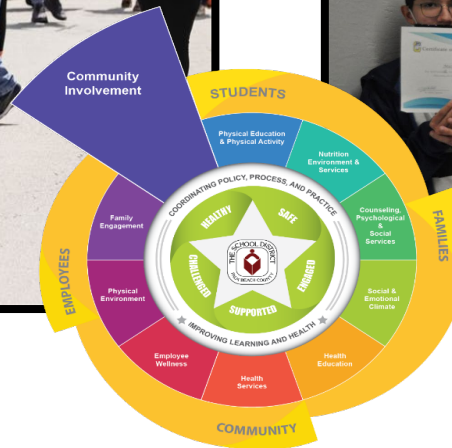 Community
Involvement
STUDENTS
Physical Education
& Physical Activity
Nutrition
Environment &
Services
Counseling,
Psychological
&
Social
Services
Social &
Emotional
Climate
Health
Education
Health
Services
Employee
Wellness
Physical
Environment
Family
Engagement
FAMILIES
COMMUNITY
EMPLOYEES
COORDINATING POLICY, PROCESS, AND PRACTICE
IMPROVING LEARNING AND HEALTH
HEALTHY
SAFE
ENGAGED
SUPPORTED
CHALLENGED
THE SCHOOL DISTRICT
PALM BEACH COUNTY